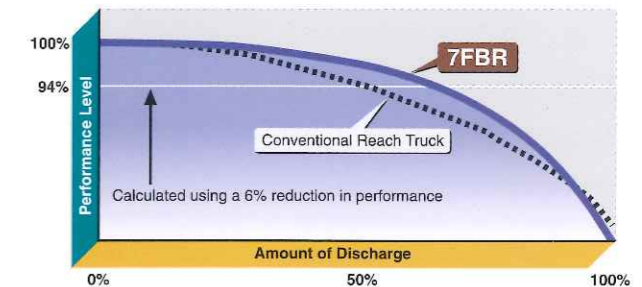 100%
7FBR
94%
Performance Level
Conventional Reach Truck
Calculated using a 6% reduction in performance
Amount of Discharge
0%
50%
100%